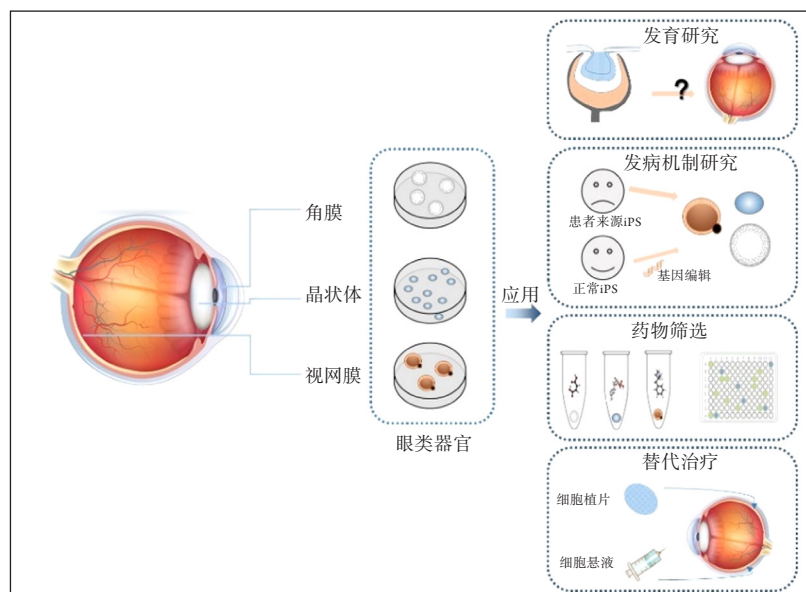 角膜
晶状体
视网膜
眼类器官
应用
发育研究
?
发病机制研究
患者来源iPS
正常iPS
基因编辑
药物筛选
替代治疗
细胞植片
细胞悬液